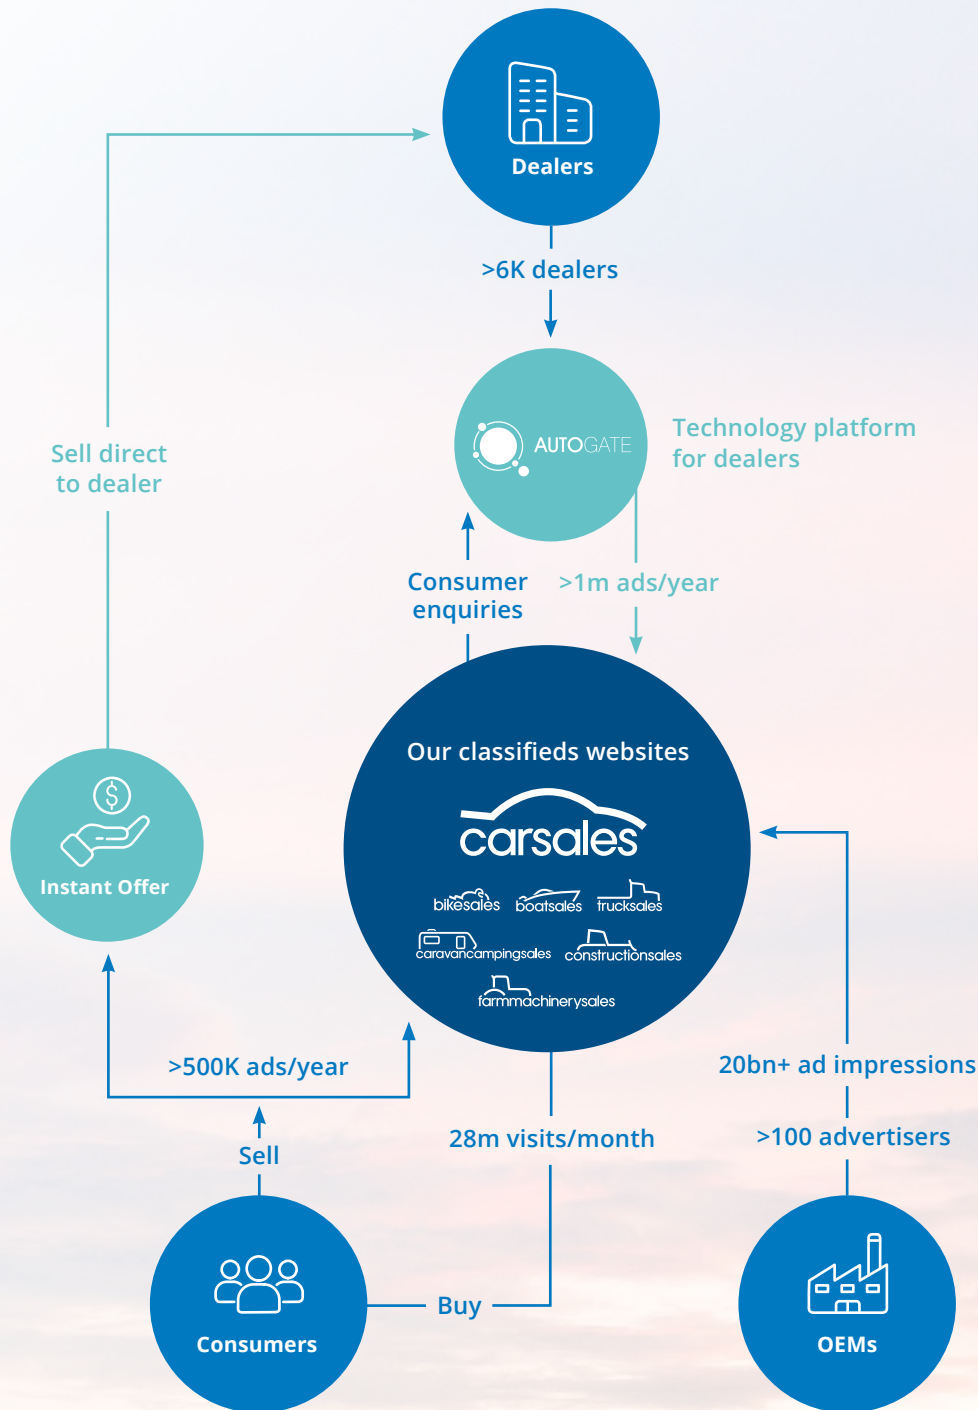 Dealers
>6K dealers
AUTOGATE
Technology platform
for dealers
Sell direct
to dealer
Consumer
enquiries
>1m ads/year
Our classifieds websites
carsales
bikesales
boatsales
trucksales
caravancampingsales
constructionsales
farmmachinerysales
$
Instant Offer
>500K ads/year
20bn+ ad impressions
28m visits/month
>100 advertisers
Sell
Buy
Consumers
OEMs